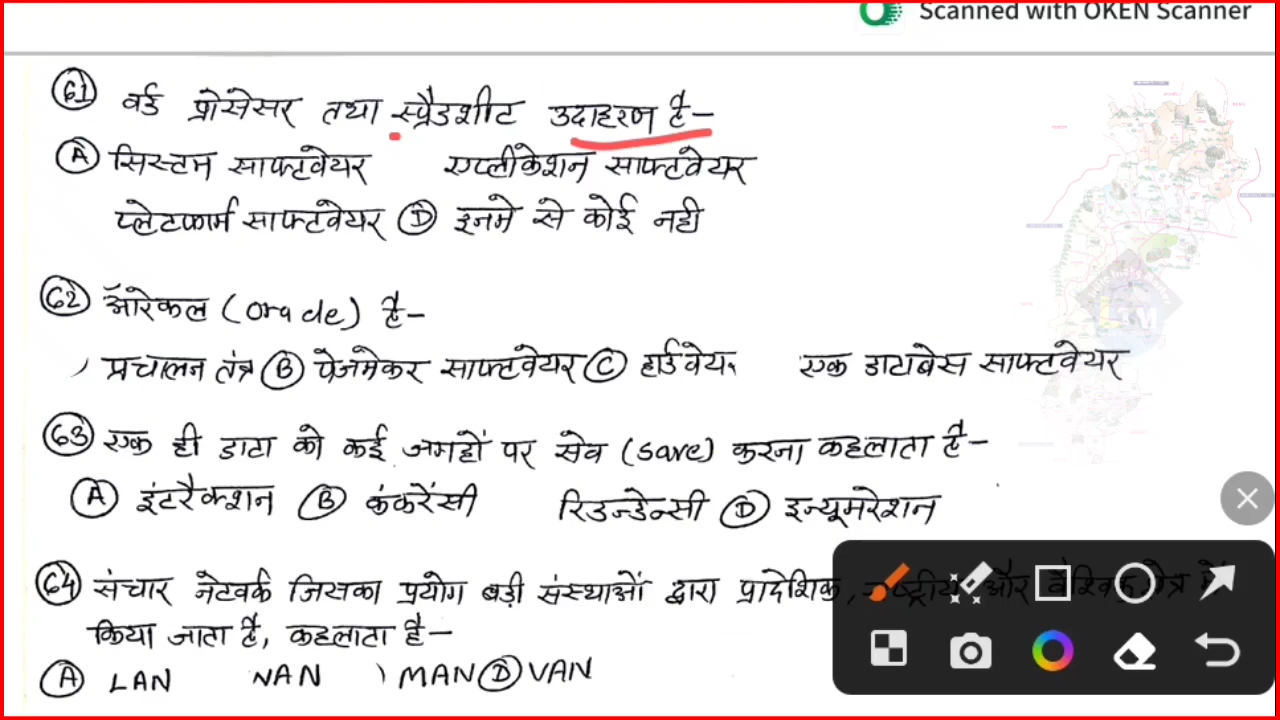 Scanned with OKEN Scanner
61 वर्ड प्रोसेसर तथा स्प्रैडशीट उदाहरण है-
A सिस्टम साफ्टवेयर एप्लीकेशन साफ्टवेयर
प्लेटफार्म साफ्टवेयर D इनमे से कोई नही
62 ऑरेकल (Oracle) है-
प्रचालन तंत्र B पेजमेकर साफ्टवेयर C हार्डवेयर एक डाटाबेस साफ्टवेयर
63 एक ही डाटा को कई जगहों पर सेव (save) करना कहलाता है-
A इंटरैक्शन B कंकरेंसी रिउन्डेन्सी D इन्यूमरेशन
64 संचार नेटवर्क जिसका प्रयोग बड़ी संस्थाओं द्वारा प्रादेशिक, और में
किया जाता है, कहलाता है-
A LAN WAN MAN D VAN